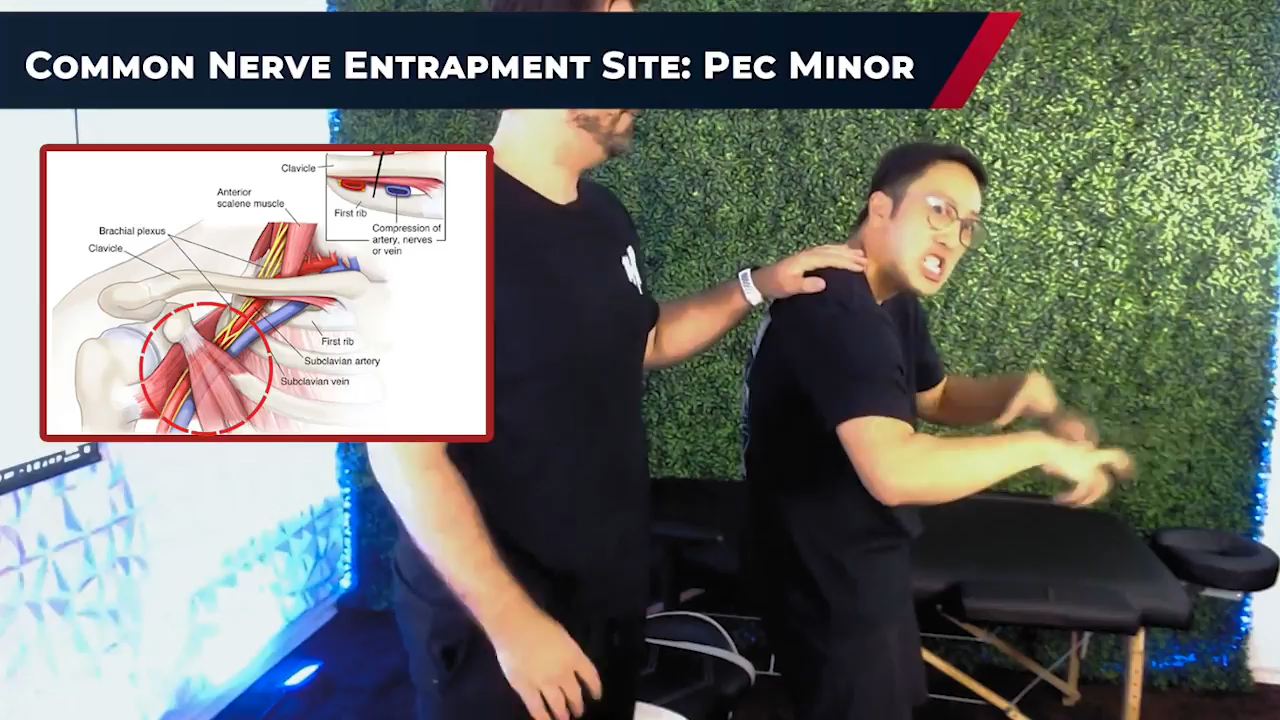 Common Nerve Entrapment Site: Pec Minor
Clavicle
Anterior
scalene muscle
First rib
Compression of
artery, nerves
or vein
Brachial plexus
Clavicle
First rib
Subclavian artery
Subclavian vein